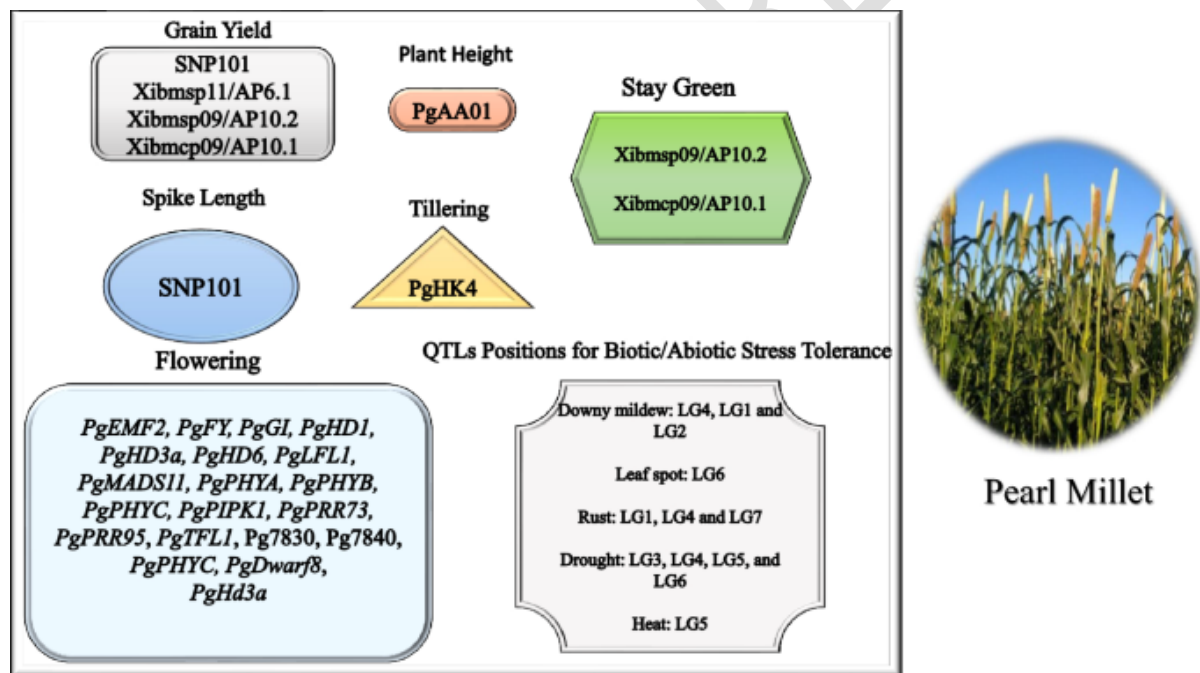 Grain Yield
SNP101
Xibmsp11/AP6.1
Xibmsp09/AP10.2
Xibmcp09/AP10.1
Plant Height
PgAA01
Stay Green
Xibmsp09/AP10.2
Xibmcp09/AP10.1
Spike Length
SNP101
Tillering
PgHK4
Flowering
PgEMF2, PgFY, PgGI, PgHD1,
PgHD3a, PgHD6, PgLFL1,
PgMADS11, PgPHYA, PgPHYB,
PgPHYC, PgPIPK1, PgPRR73,
PgPRR95, PgTFL1, Pg7830, Pg7840,
PgPHYC, PgDwarf8,
PgHd3a
QTLs Positions for Biotic/Abiotic Stress Tolerance
Downy mildew: LG4, LG1 and
LG2
Leaf spot: LG6
Rust: LG1, LG4 and LG7
Drought: LG3, LG4, LG5, and
LG6
Heat: LG5
Pearl Millet